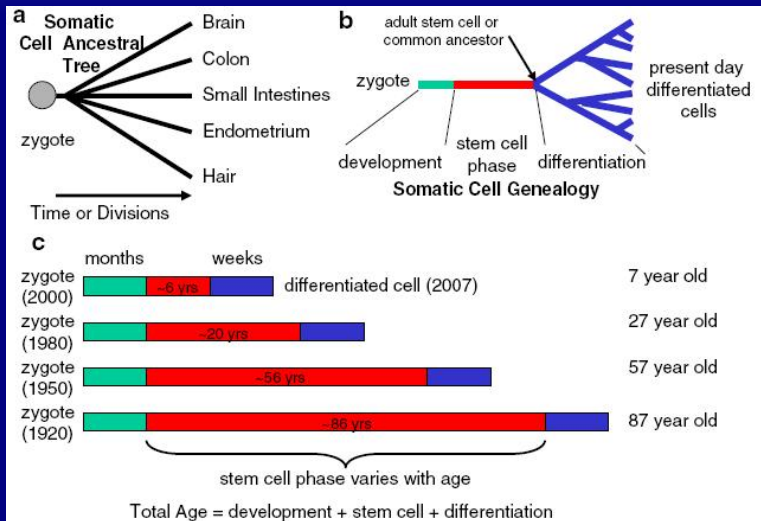 a
Somatic
Cell Ancestral
Tree
zygote
Brain
Colon
Small Intestines
Endometrium
Hair
Time or Divisions
b
adult stem cell or
common ancestor
zygote
present day
differentiated
cells
development
stem cell
phase
differentiation
Somatic Cell Genealogy
c
months
weeks
zygote
(2000)
~6 yrs
differentiated cell (2007)
7 year old
zygote
(1980)
~20 yrs
27 year old
zygote
(1950)
~56 yrs
57 year old
zygote
(1920)
~86 yrs
87 year old
stem cell phase varies with age
Total Age = development + stem cell + differentiation